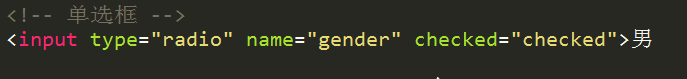 <!-- 单选框 -->
<input type="radio" name="gender" checked="checked">男